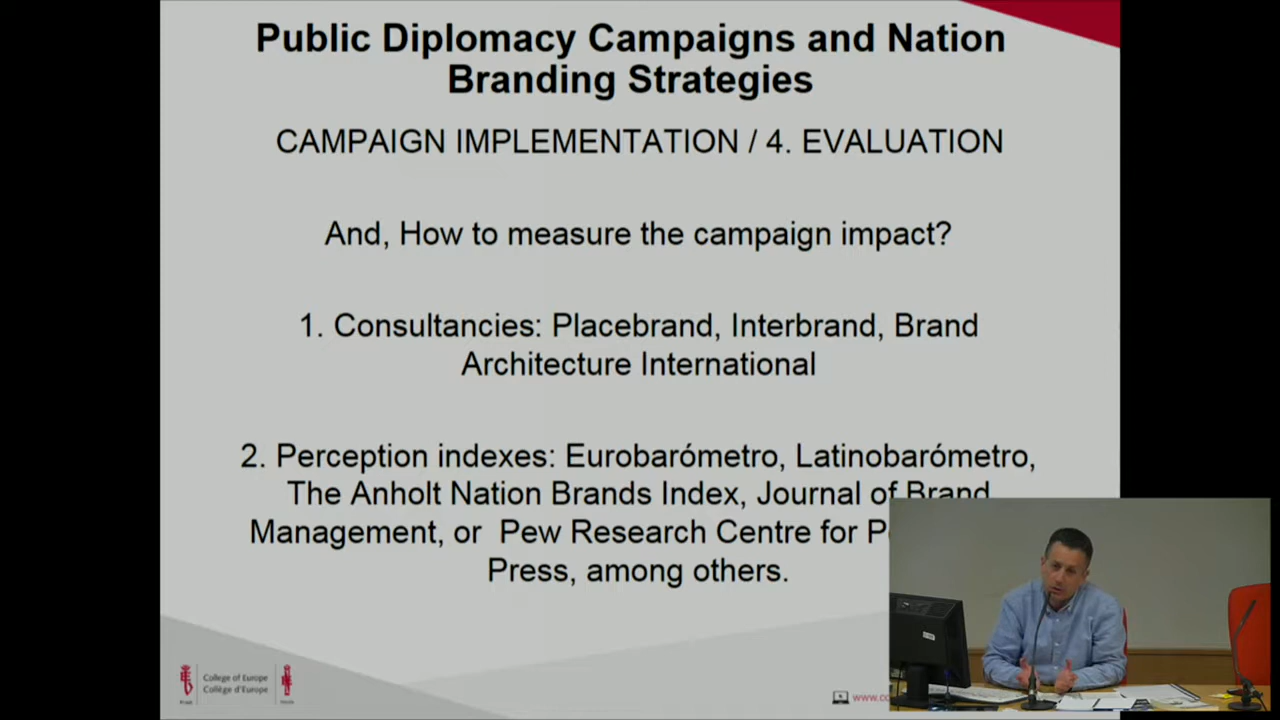 Public Diplomacy Campaigns and Nation
Branding Strategies
CAMPAIGN IMPLEMENTATION / 4. EVALUATION
And, How to measure the campaign impact?
1. Consultancies: Placebrand, Interbrand, Brand
Architecture International
2. Perception indexes: Eurobarómetro, Latinobarómetro,
The Anholt Nation Brands Index, Journal of Brand
Management, or Pew Research Centre for
Press, among others.
College of Europe
Collège d'Europe